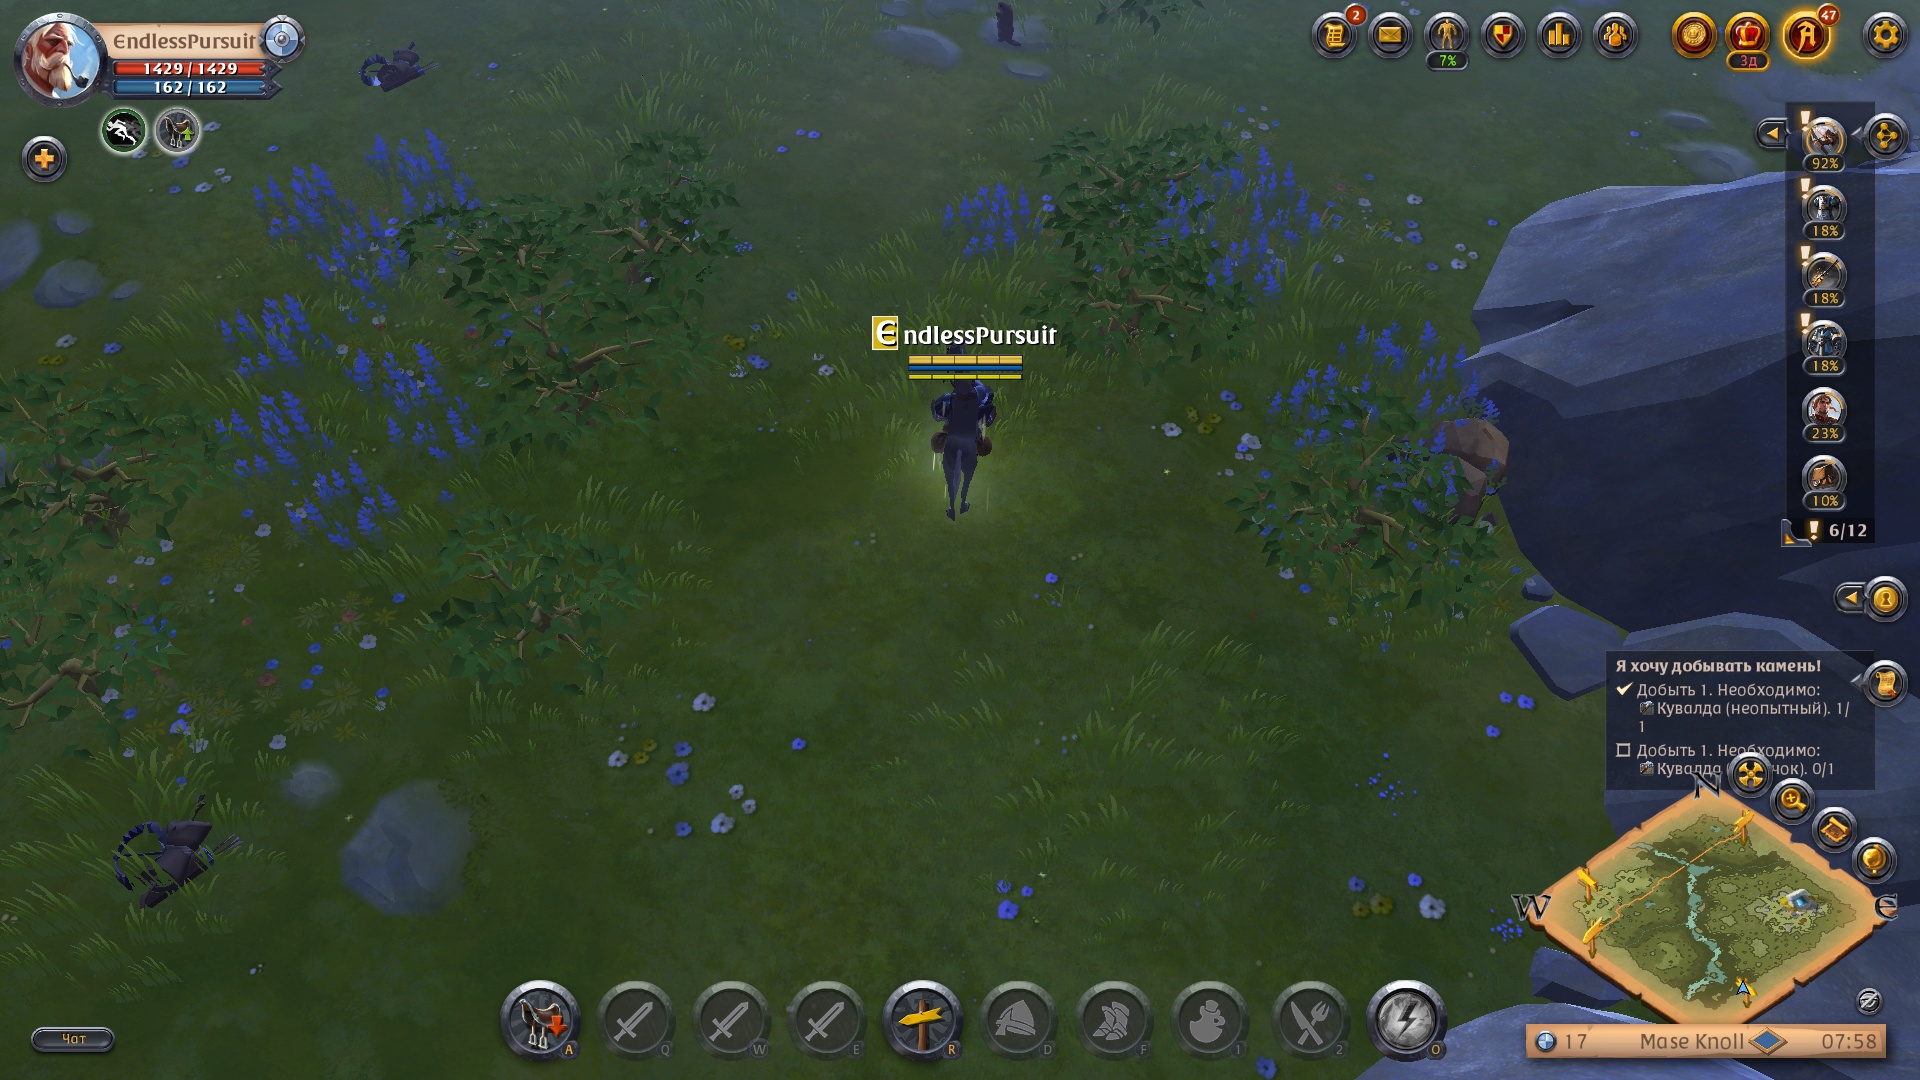 EndlessPursuit
1429 / 1429
162 / 162
2
7%
3д
47
92%
18%
18%
18%
23%
10%
6/12
EndlessPursuit
Я хочу добывать камень!
Добыть 1. Необходимо:
Кувалда (неопытный). 1/
1
Добыть 1. Необходимо:
Кувалда чок). 0/1
N
W
E
Чат
A
Q
W
E
R
D
F
1
2
O
17
Mase Knoll
07:58